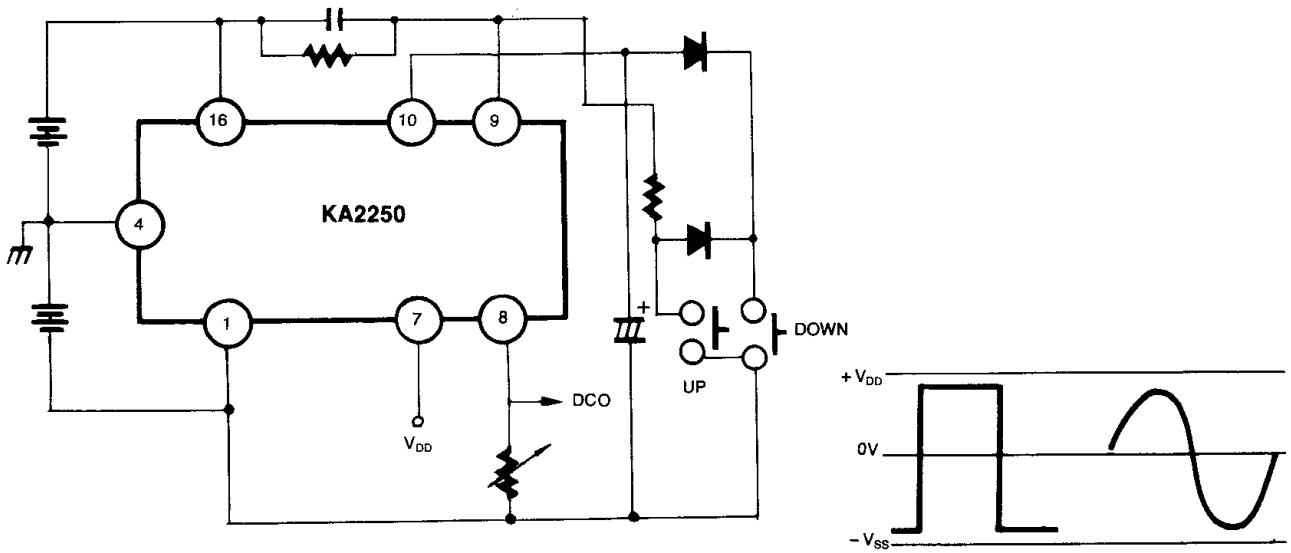 16
10
9
4
KA2250
1
7
8
+
DOWN
UP
DCO
V_DD
+ V_DD
0V
− V_SS